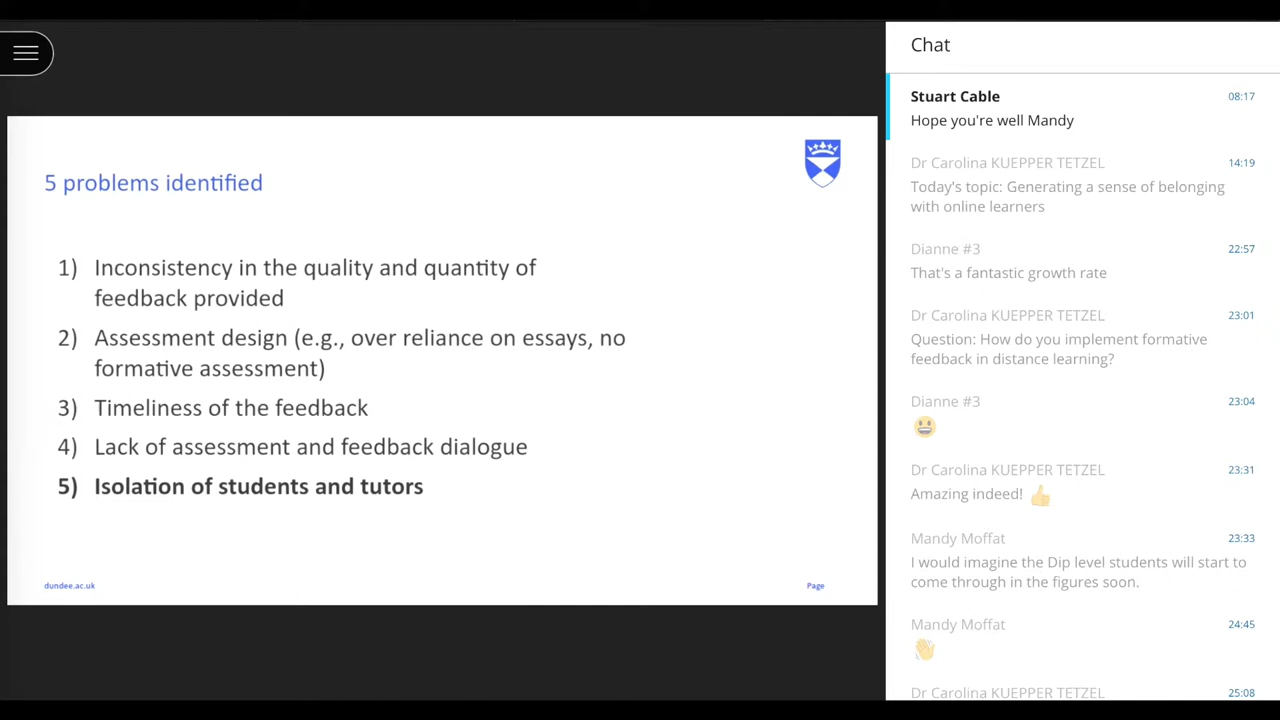 5 problems identified
1) Inconsistency in the quality and quantity of
feedback provided
2) Assessment design (e.g., over reliance on essays, no
formative assessment)
3) Timeliness of the feedback
4) Lack of assessment and feedback dialogue
5) Isolation of students and tutors
dundee.ac.uk
Page
Chat
Stuart Cable 08:17
Hope you're well Mandy
Dr Carolina KUEPPER TETZEL 14:19
Today's topic: Generating a sense of belonging
with online learners
Dianne #3 22:57
That's a fantastic growth rate
Dr Carolina KUEPPER TETZEL 23:01
Question: How do you implement formative
feedback in distance learning?
Dianne #3 23:04
Dr Carolina KUEPPER TETZEL 23:31
Amazing indeed!
Mandy Moffat 23:33
I would imagine the Dip level students will start to
come through in the figures soon.
Mandy Moffat 24:45
Dr Carolina KUEPPER TETZEL 25:08